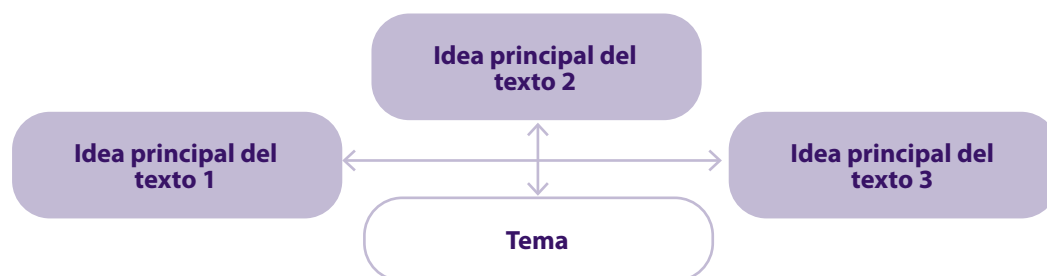 Idea principal del
texto 2
Idea principal del
texto 1
Idea principal del
texto 3
Tema